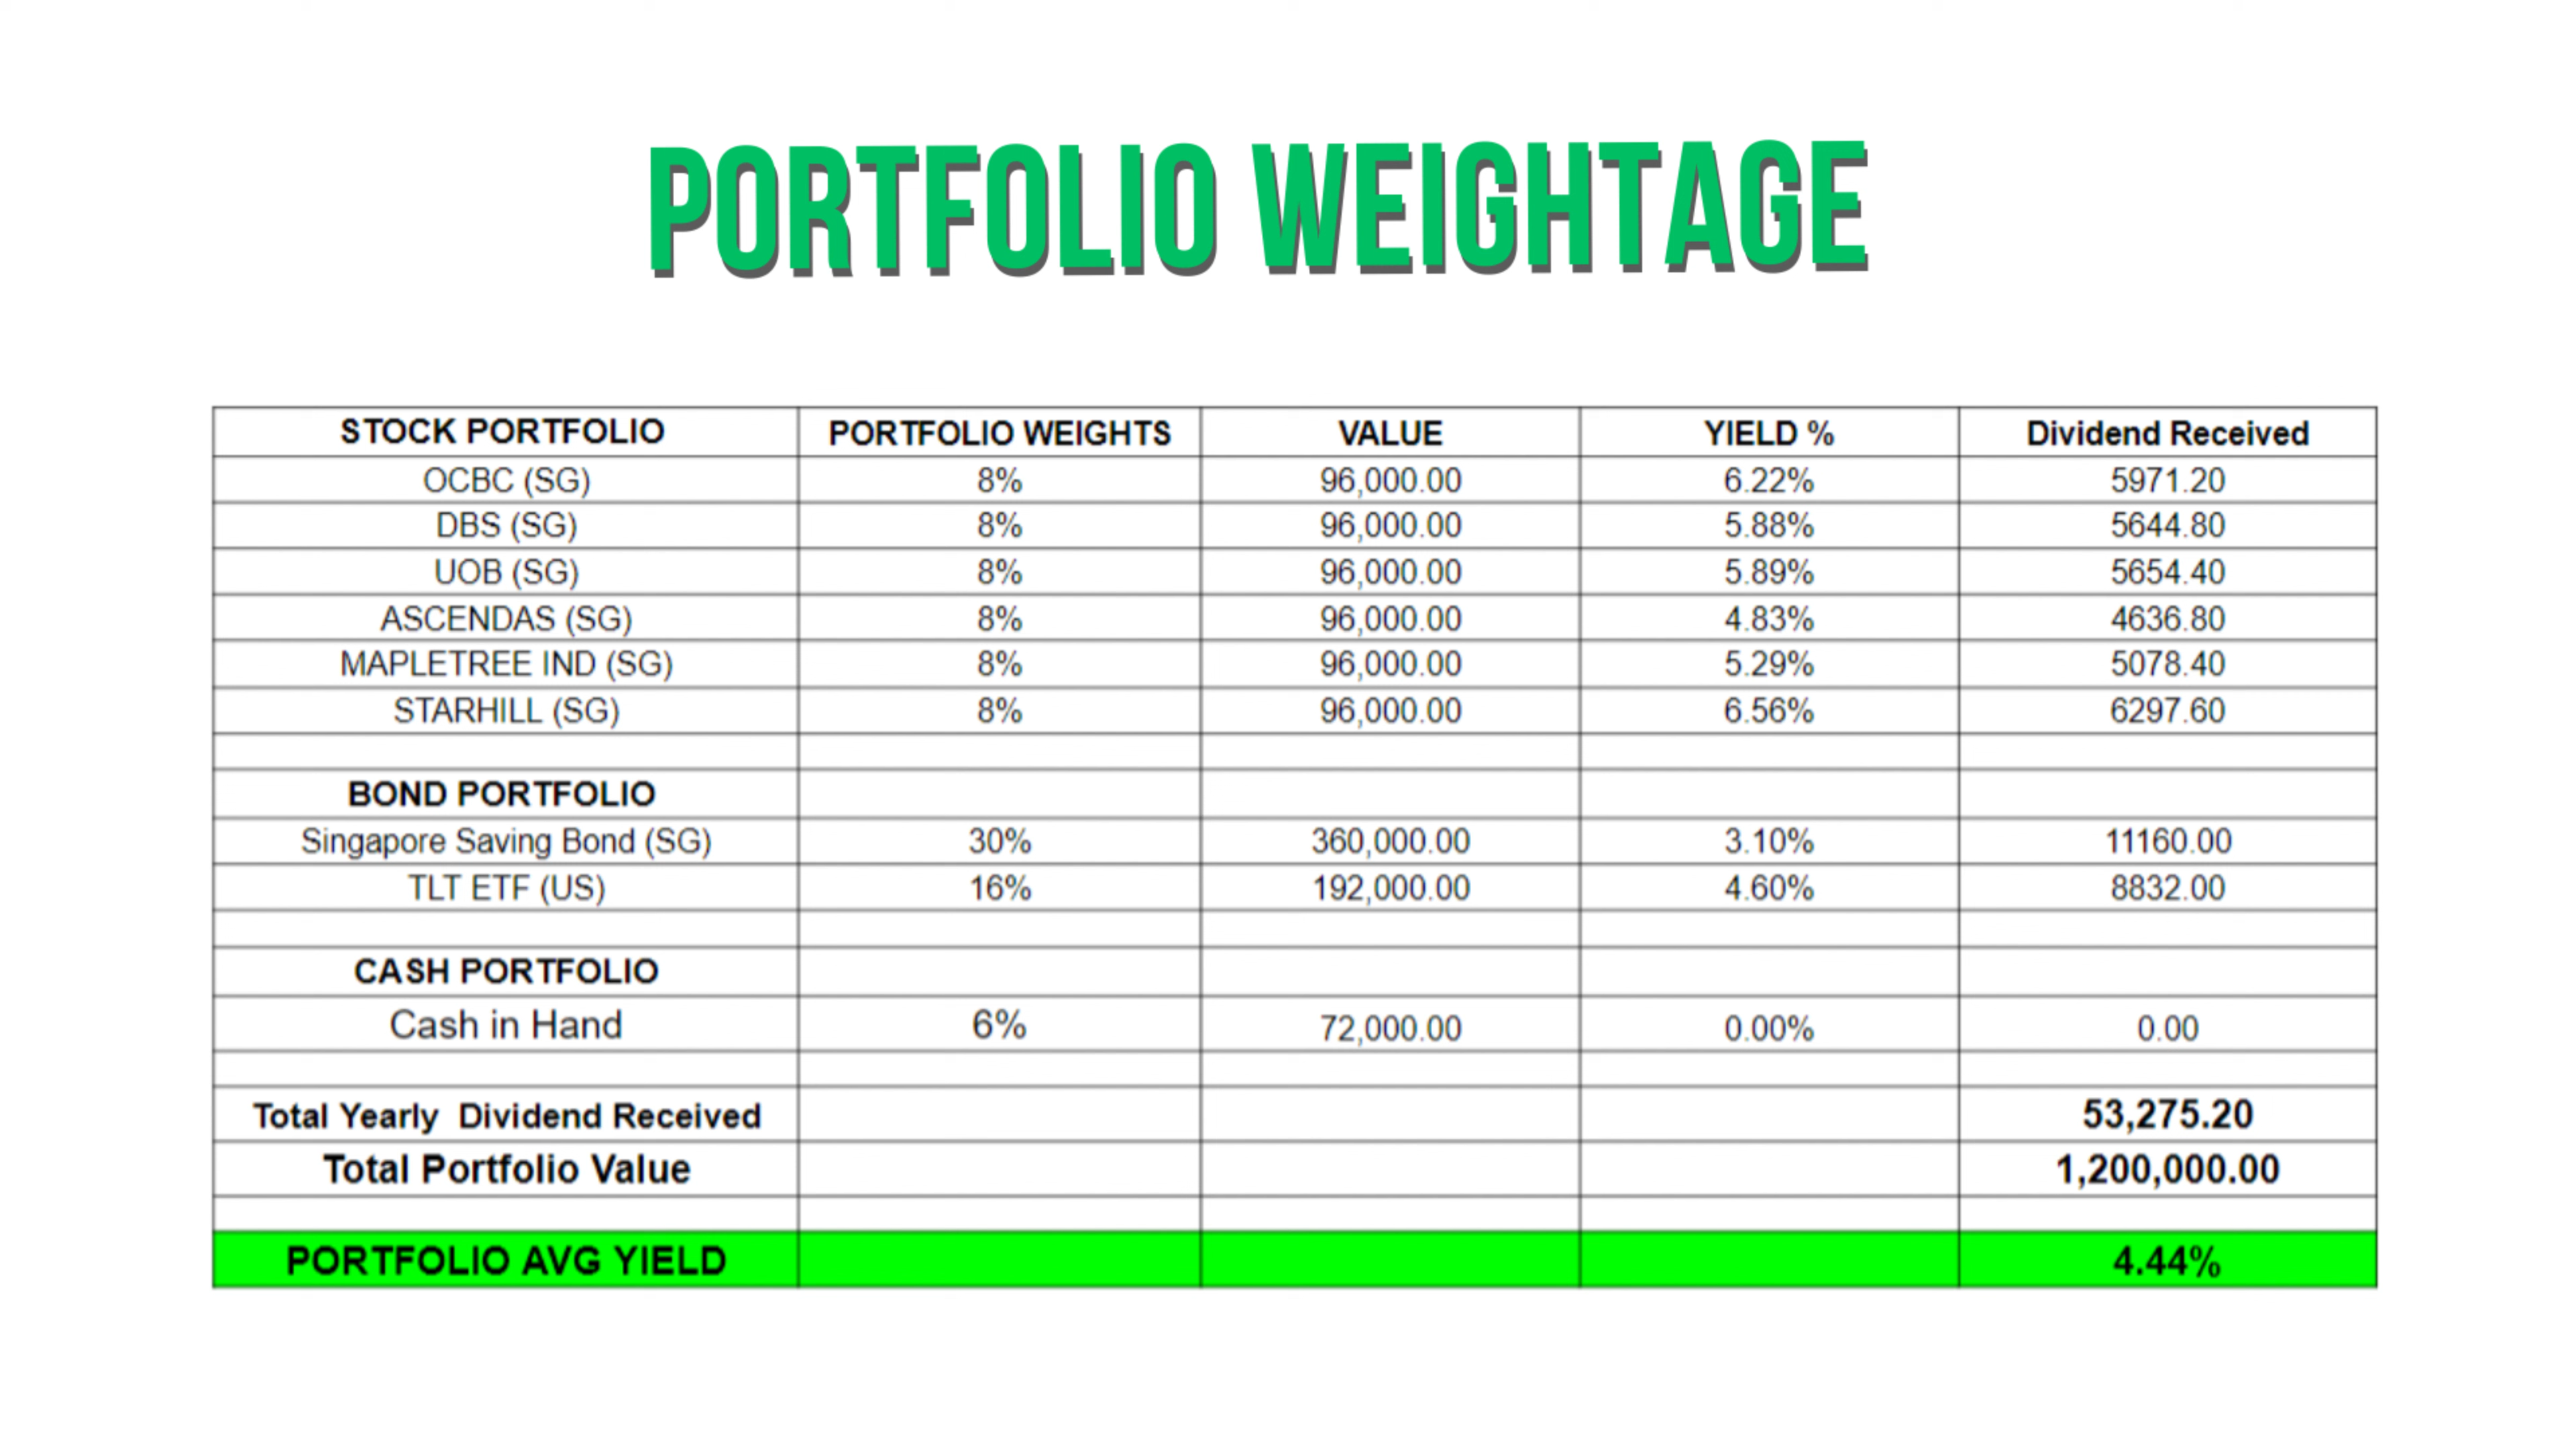 PORTFOLIO WEIGHTAGE
STOCK PORTFOLIO PORTFOLIO WEIGHTS VALUE YIELD % Dividend Received
OCBC (SG) 8% 96,000.00 6.22% 5971.20
DBS (SG) 8% 96,000.00 5.88% 5644.80
UOB (SG) 8% 96,000.00 5.89% 5654.40
ASCENDAS (SG) 8% 96,000.00 4.83% 4636.80
MAPLETREE IND (SG) 8% 96,000.00 5.29% 5078.40
STARHILL (SG) 8% 96,000.00 6.56% 6297.60
BOND PORTFOLIO
Singapore Saving Bond (SG) 30% 360,000.00 3.10% 11160.00
TLT ETF (US) 16% 192,000.00 4.60% 8832.00
CASH PORTFOLIO
Cash in Hand 6% 72,000.00 0.00% 0.00
Total Yearly Dividend Received 53,275.20
Total Portfolio Value 1,200,000.00
PORTFOLIO AVG YIELD 4.44%